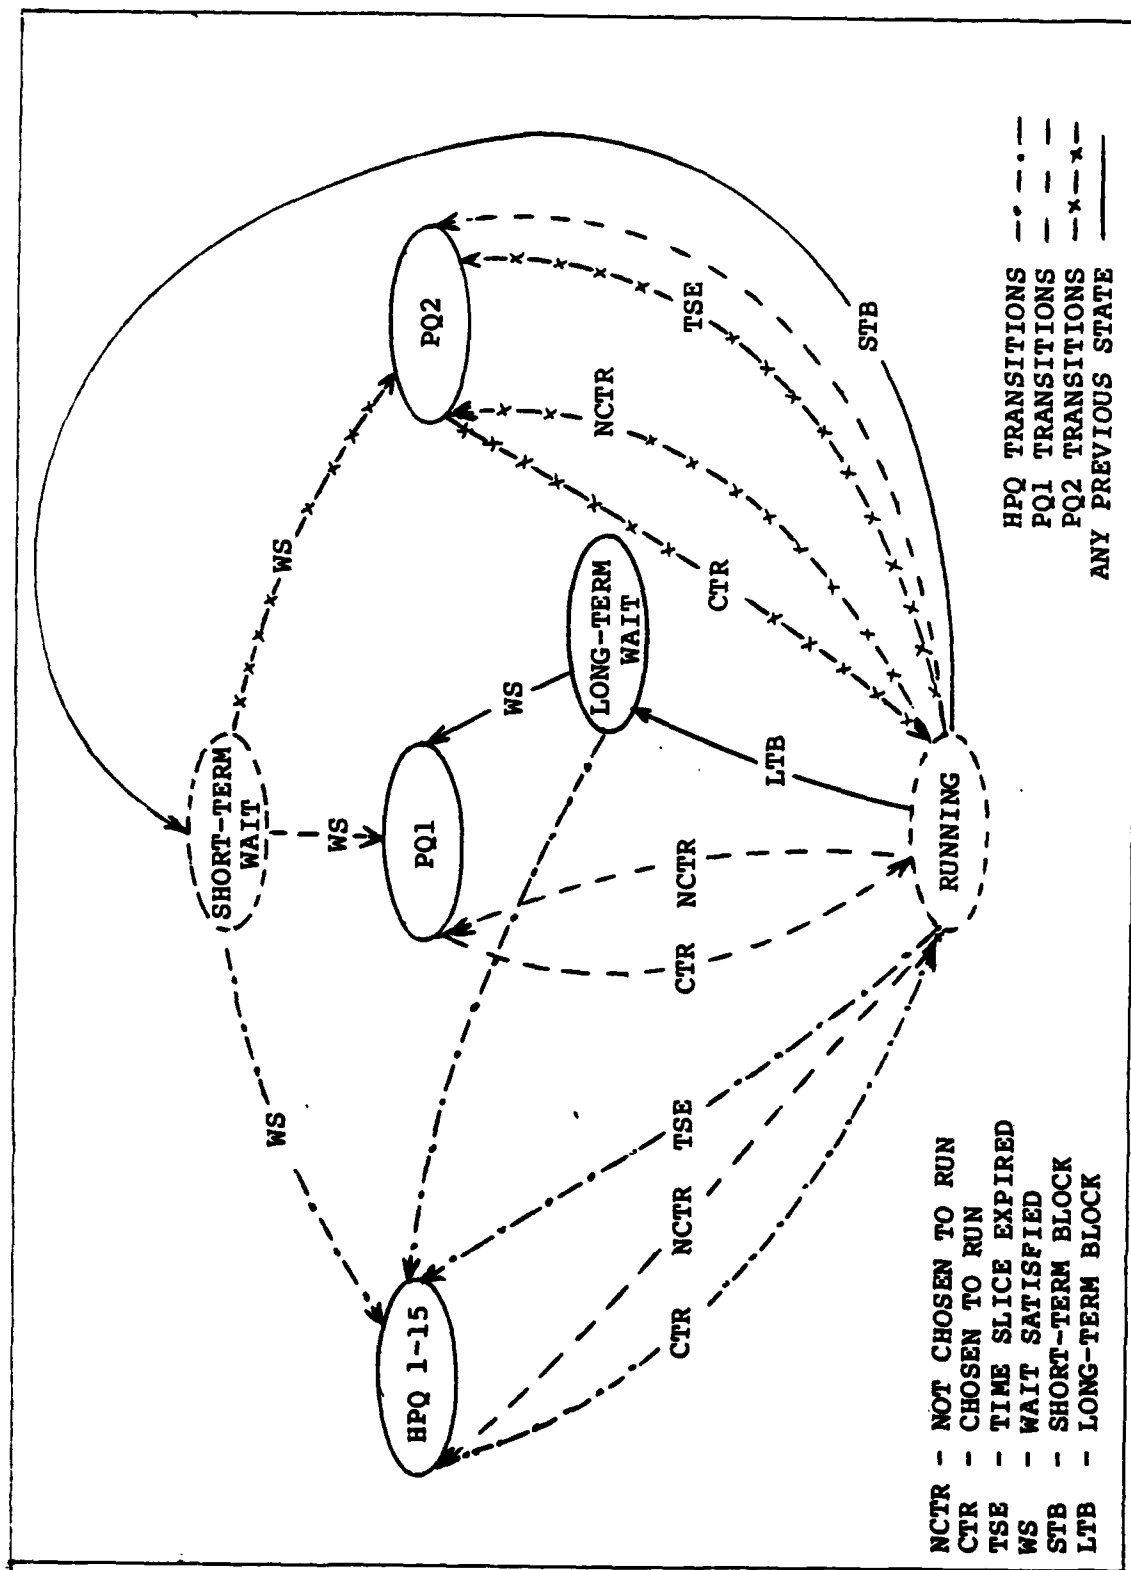 SHORT-TERM
WAIT
WS
WS
WS
HPQ 1-15
PQ1
PQ2
WS
LONG-TERM
WAIT
CTR
NCTR
TSE
CTR
NCTR
LTB
CTR
NCTR
TSE
STB
RUNNING
NCTR - NOT CHOSEN TO RUN
CTR - CHOSEN TO RUN
TSE - TIME SLICE EXPIRED
WS - WAIT SATISFIED
STB - SHORT-TERM BLOCK
LTB - LONG-TERM BLOCK
HPQ TRANSITIONS
PQ1 TRANSITIONS
PQ2 TRANSITIONS
ANY PREVIOUS STATE